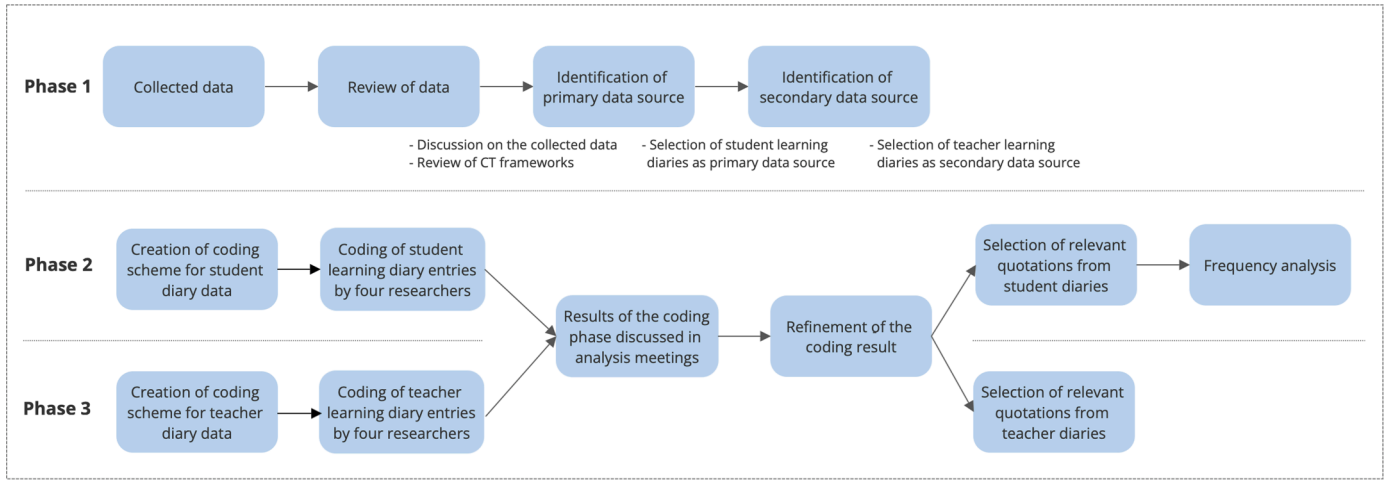 Phase 1
Collected data
Review of data
Identification of
primary data source
Identification of
secondary data source
- Discussion on the collected data
- Review of CT frameworks
- Selection of student learning
diaries as primary data source
- Selection of teacher learning
diaries as secondary data source
Phase 2
Creation of coding
scheme for student
diary data
Coding of student
learning diary entries
by four researchers
Results of the coding
phase discussed in
analysis meetings
Refinement of the
coding result
Selection of relevant
quotations from
student diaries
Frequency analysis
Phase 3
Creation of coding
scheme for teacher
diary data
Coding of teacher
learning diary entries
by four researchers
Selection of relevant
quotations from
teacher diaries